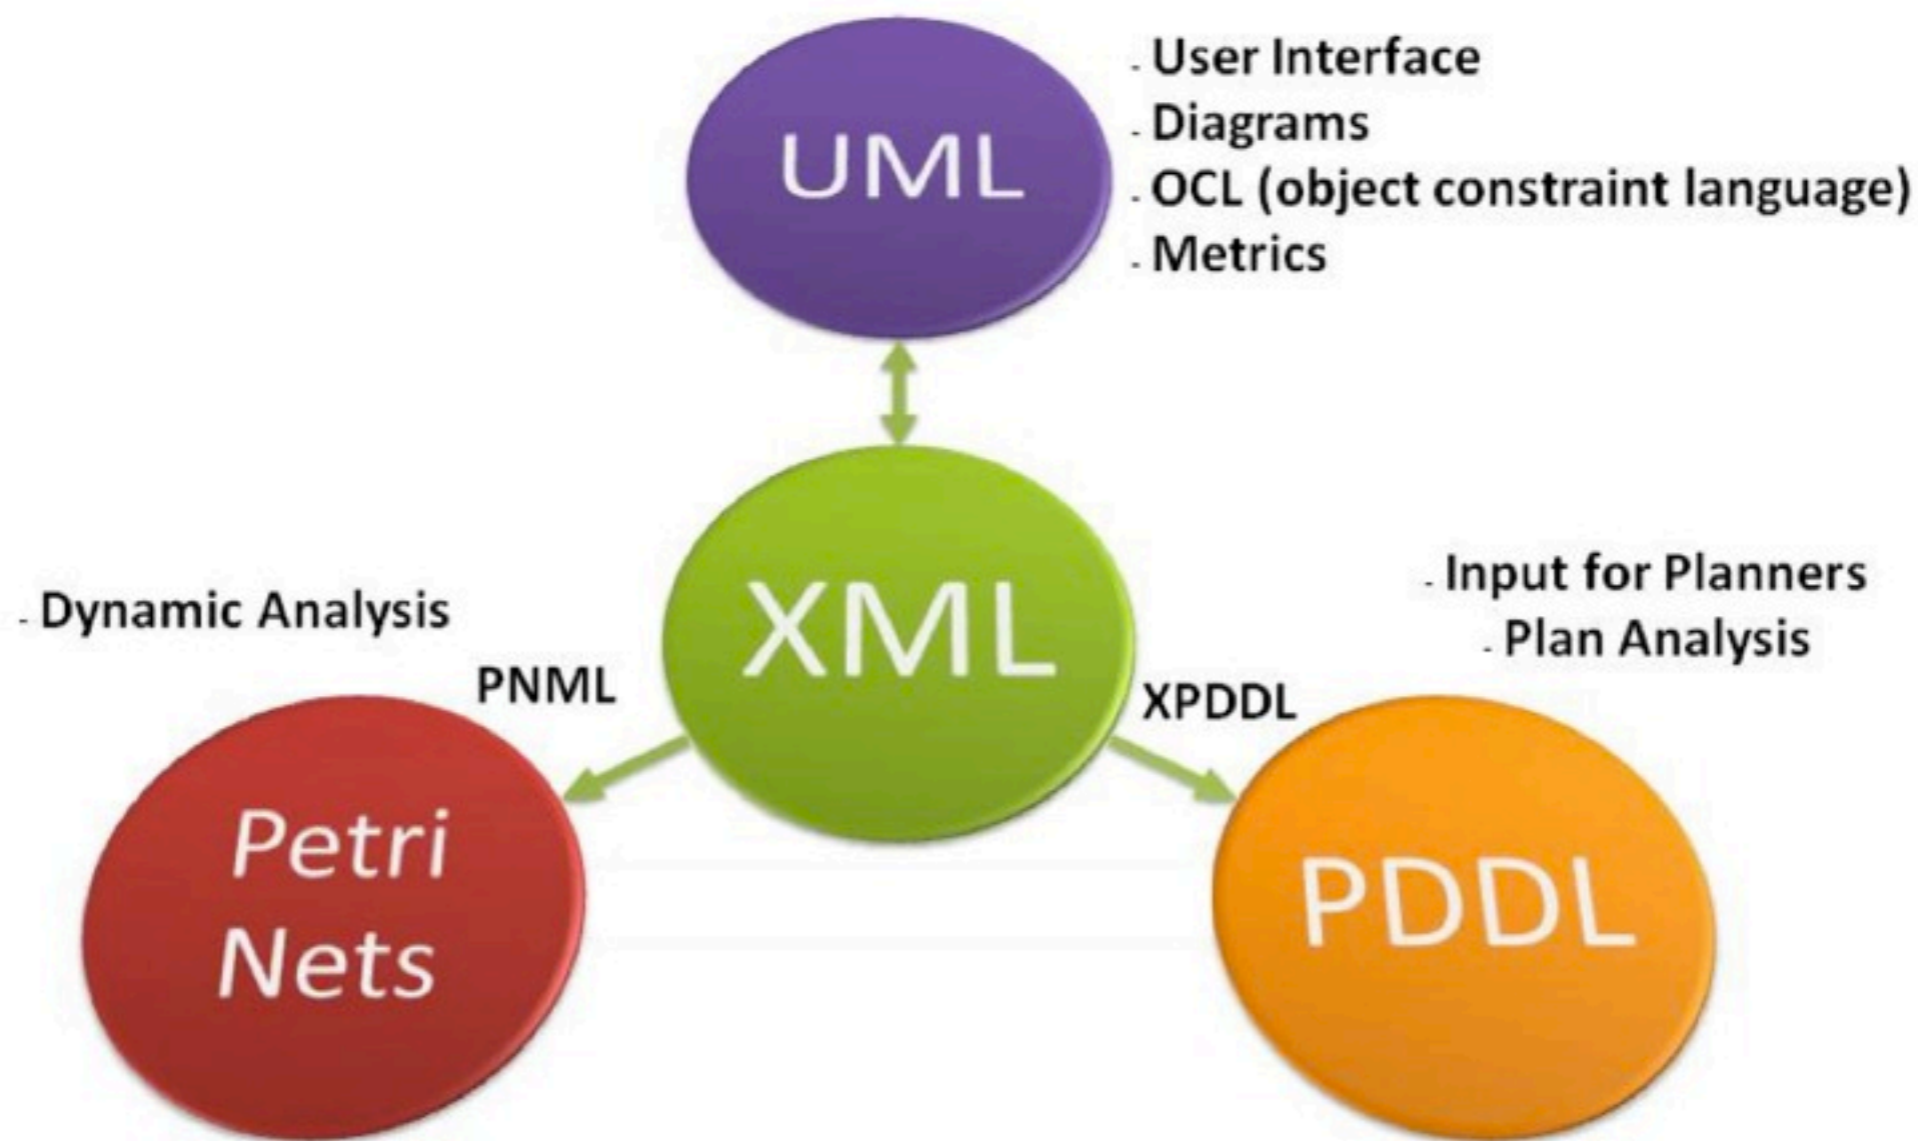 UML
- User Interface
- Diagrams
- OCL (object constraint language)
- Metrics
XML
- Dynamic Analysis
PNML
Petri
Nets
XPDDL
- Input for Planners
- Plan Analysis
PDDL